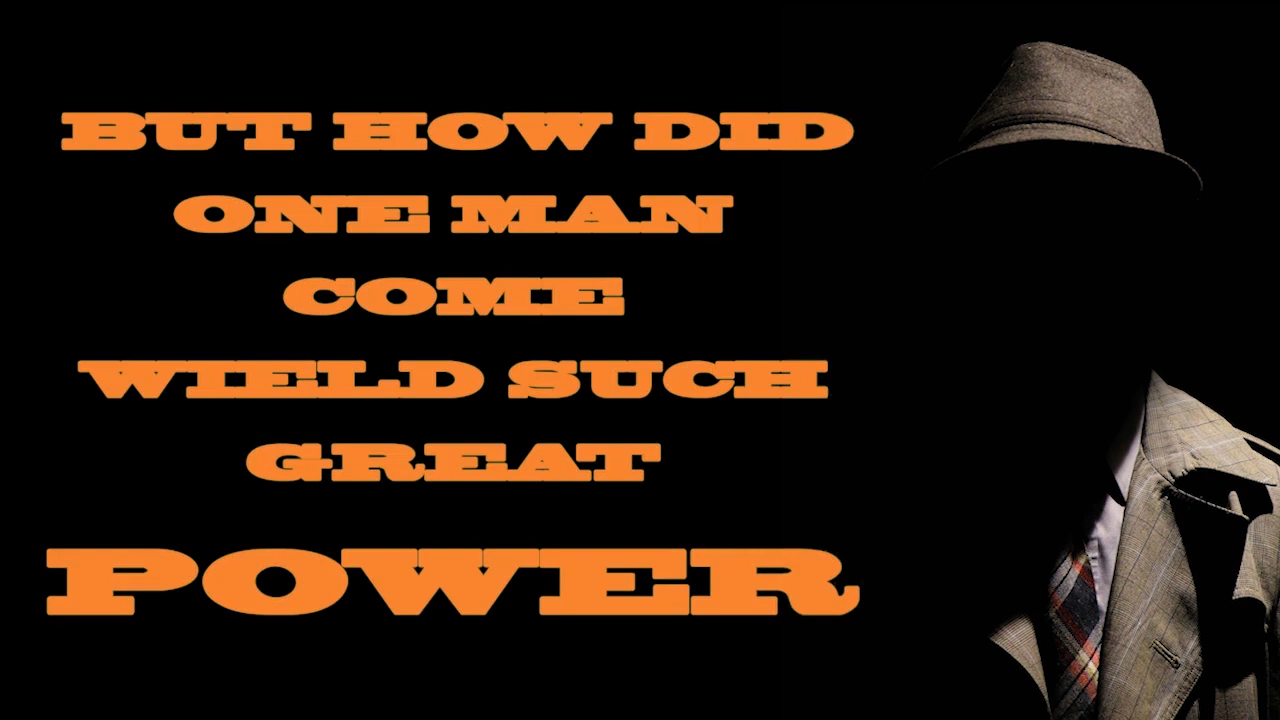 BUT HOW DID
ONE MAN
COME
WIELD SUCH
GREAT
POWER